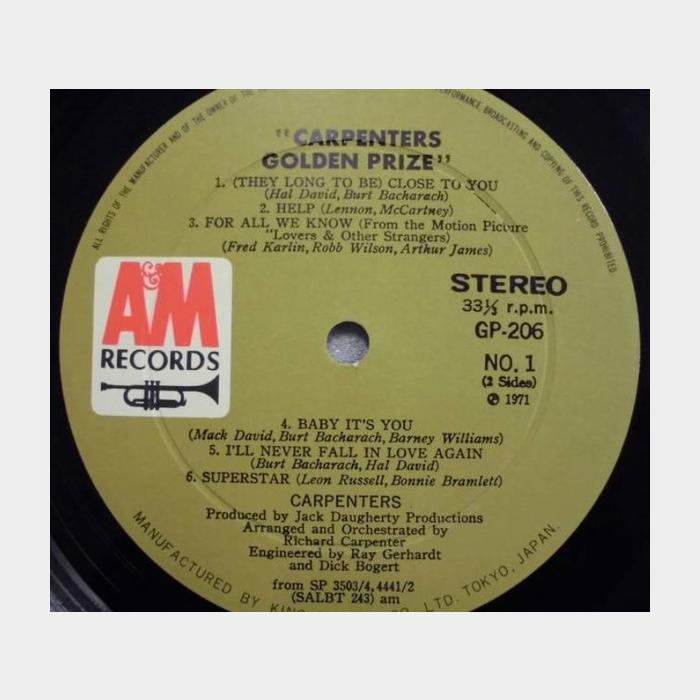 ALL RIGHTS OF THE MANUFACTURER AND OF THE OWNER OF THE
PERFORMANCE, BROADCASTING AND COPYING OF THIS RECORD PROHIBITED
"CARPENTERS
GOLDEN PRIZE"
1. (THEY LONG TO BE) CLOSE TO YOU
(Hal David, Burt Bacharach)
2. HELP (Lennon, McCartney)
3. FOR ALL WE KNOW (From the Motion Picture
"Lovers & Other Strangers)
(Fred Karlin, Robb Wilson, Arthur James)
A&M
RECORDS
STEREO
33⅓ r.p.m.
GP-206
NO. 1
(2 Sides)
℗ 1971
4. BABY IT'S YOU
(Mack David, Burt Bacharach, Barney Williams)
5. I'LL NEVER FALL IN LOVE AGAIN
(Burt Bacharach, Hal David)
6. SUPERSTAR (Leon Russell, Bonnie Bramlett)
CARPENTERS
Produced by Jack Daugherty Productions
Arranged and Orchestrated by
Richard Carpenter
Engineered by Ray Gerhardt
and Dick Bogert
from SP 3503/4, 4441/2
(SALBT 243) am
MANUFACTURED BY CO. LTD. TOKYO, JAPAN.